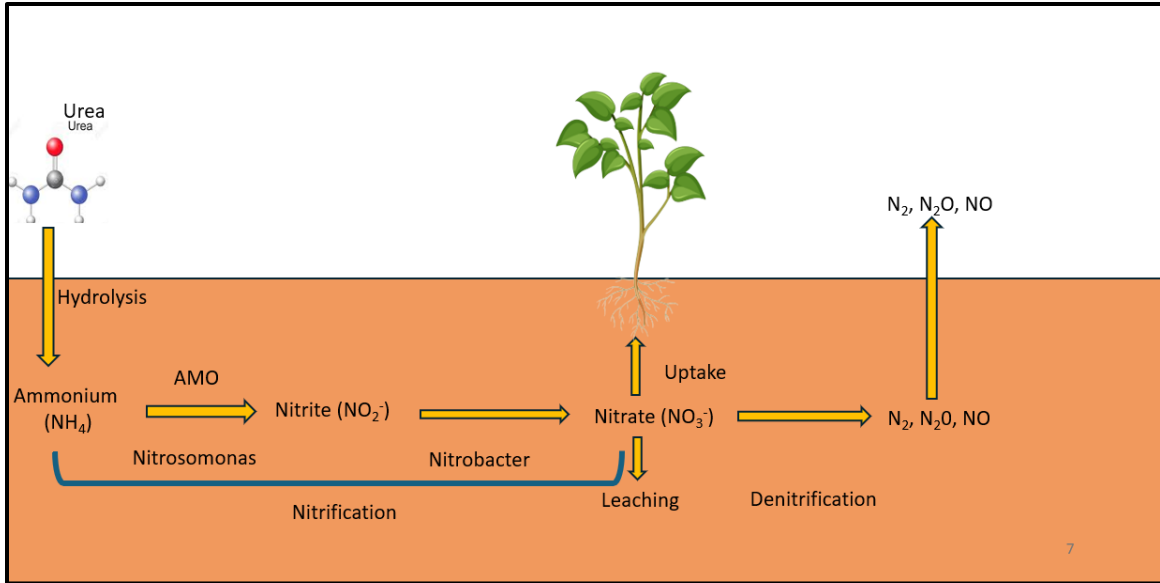 Urea
Urea
N₂, N₂O, NO
Hydrolysis
Ammonium
(NH₄)
AMO
Nitrite (NO₂⁻)
Uptake
Nitrate (NO₃⁻)
N₂, N₂0, NO
Nitrosomonas
Nitrobacter
Leaching
Denitrification
Nitrification
7